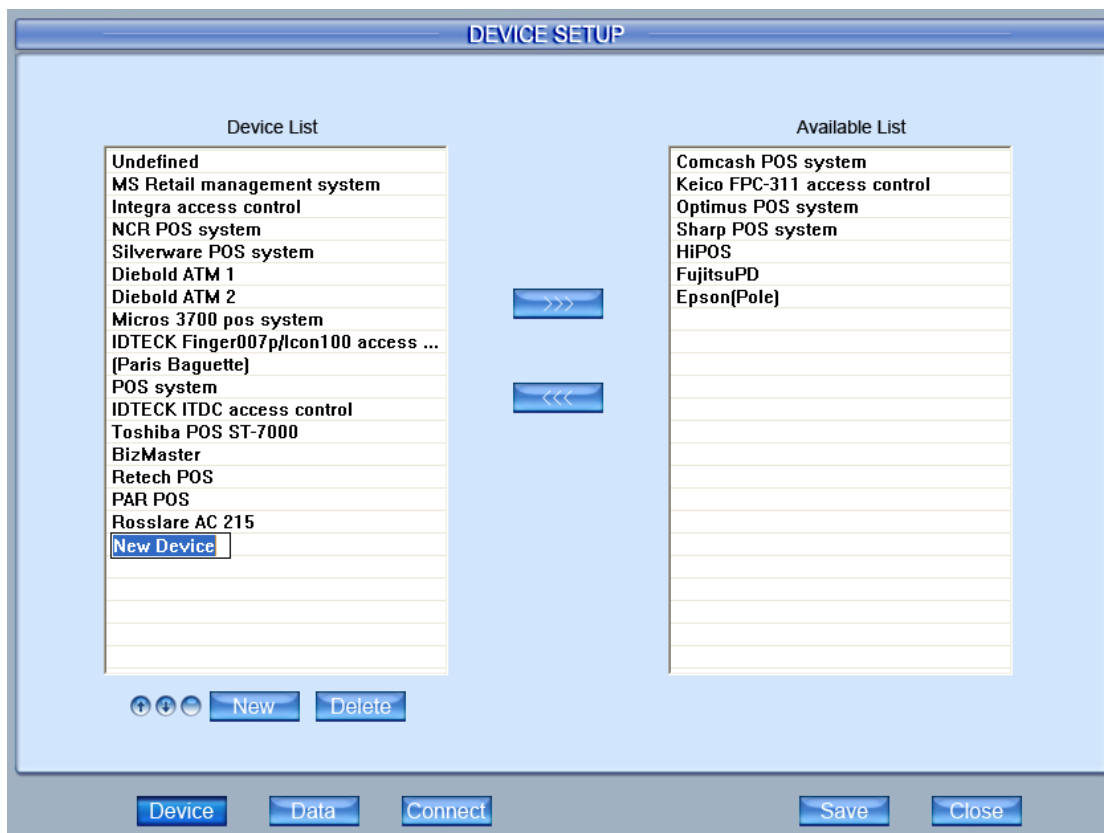 DEVICE SETUP
Device List
Undefined
MS Retail management system
Integra access control
NCR POS system
Silverware POS system
Diebold ATM 1
Diebold ATM 2
Micros 3700 pos system
IDTECK Finger007p/Icon100 access ...
(Paris Baguette)
POS system
IDTECK ITDC access control
Toshiba POS ST-7000
BizMaster
Retech POS
PAR POS
Rosslare AC 215
New Device
New Delete
>>>
<<<
Available List
Comcash POS system
Keico FPC-311 access control
Optimus POS system
Sharp POS system
HiPOS
FujitsuPD
Epson(Pole)
Device Data Connect Save Close